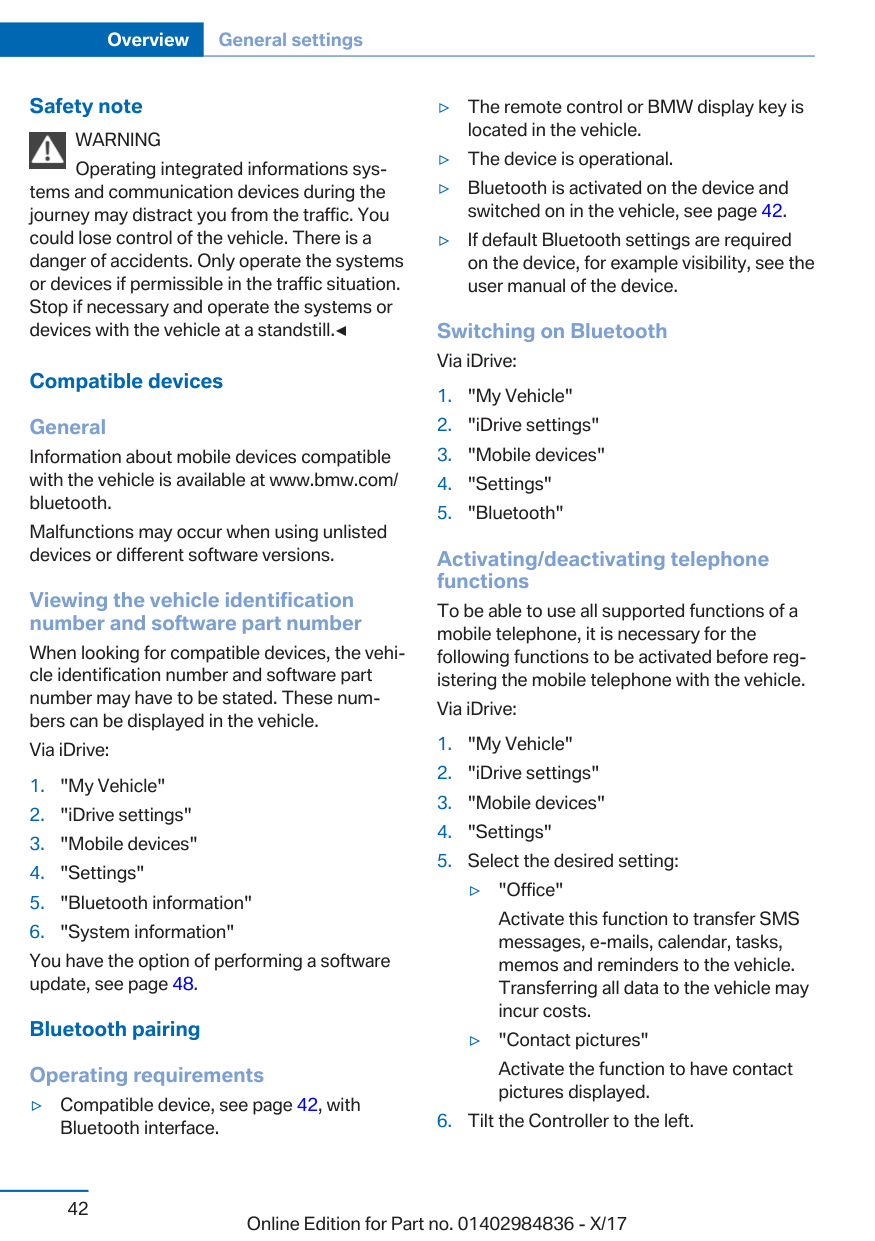 Overview General settings
Safety note
WARNING
Operating integrated informations sys-
tems and communication devices during the
journey may distract you from the traffic. You
could lose control of the vehicle. There is a
danger of accidents. Only operate the systems
or devices if permissible in the traffic situation.
Stop if necessary and operate the systems or
devices with the vehicle at a standstill.◄
Compatible devices
General
Information about mobile devices compatible
with the vehicle is available at www.bmw.com/
bluetooth.
Malfunctions may occur when using unlisted
devices or different software versions.
Viewing the vehicle identification
number and software part number
When looking for compatible devices, the vehi-
cle identification number and software part
number may have to be stated. These num-
bers can be displayed in the vehicle.
Via iDrive:
1. "My Vehicle"
2. "iDrive settings"
3. "Mobile devices"
4. "Settings"
5. "Bluetooth information"
6. "System information"
You have the option of performing a software
update, see page 48.
Bluetooth pairing
Operating requirements
▷ Compatible device, see page 42, with
Bluetooth interface.
▷ The remote control or BMW display key is
located in the vehicle.
▷ The device is operational.
▷ Bluetooth is activated on the device and
switched on in the vehicle, see page 42.
▷ If default Bluetooth settings are required
on the device, for example visibility, see the
user manual of the device.
Switching on Bluetooth
Via iDrive:
1. "My Vehicle"
2. "iDrive settings"
3. "Mobile devices"
4. "Settings"
5. "Bluetooth"
Activating/deactivating telephone
functions
To be able to use all supported functions of a
mobile telephone, it is necessary for the
following functions to be activated before reg-
istering the mobile telephone with the vehicle.
Via iDrive:
1. "My Vehicle"
2. "iDrive settings"
3. "Mobile devices"
4. "Settings"
5. Select the desired setting:
▷ "Office"
Activate this function to transfer SMS
messages, e-mails, calendar, tasks,
memos and reminders to the vehicle.
Transferring all data to the vehicle may
incur costs.
▷ "Contact pictures"
Activate the function to have contact
pictures displayed.
6. Tilt the Controller to the left.
42
Online Edition for Part no. 01402984836 - X/17